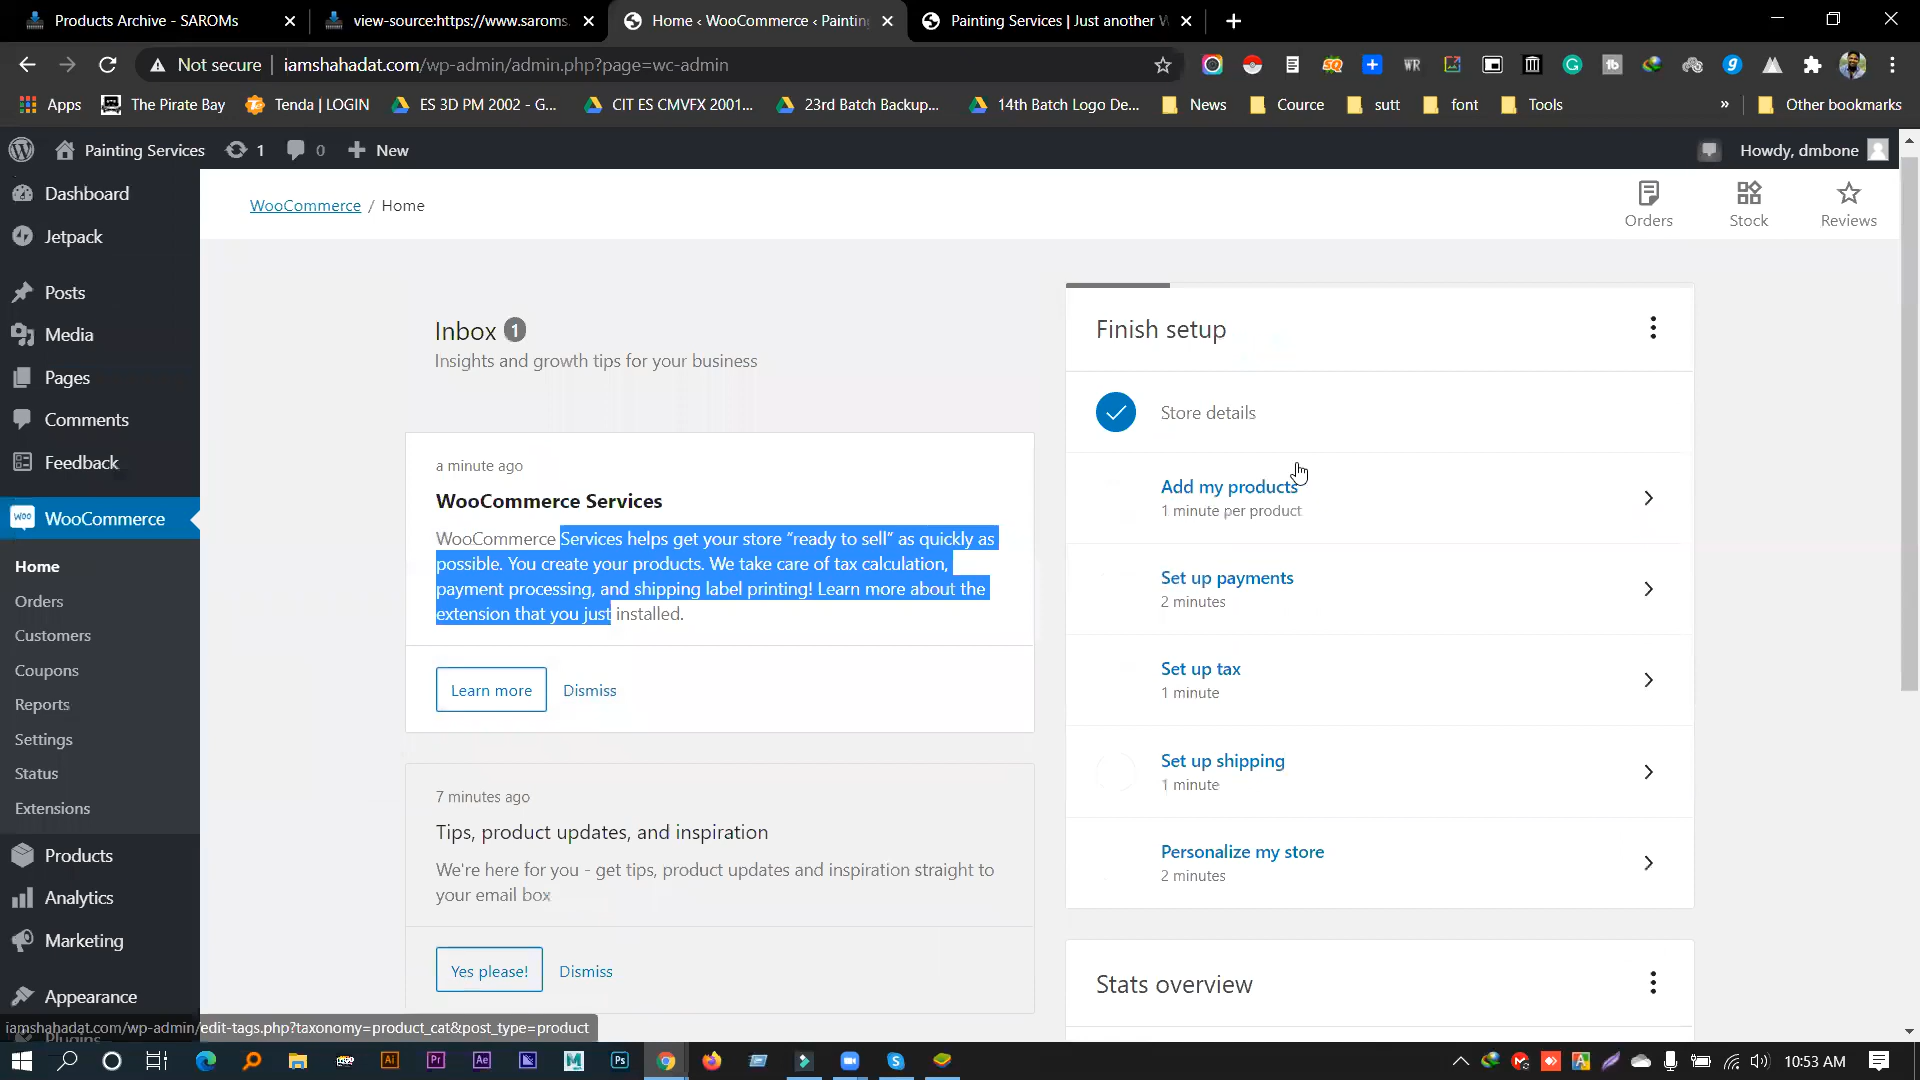 Products Archive - SAROMs
view-source:https://www.saroms.
Home ‹ WooCommerce ‹ Painting
Painting Services | Just another W
Not secure | iamshahadat.com/wp-admin/admin.php?page=wc-admin
Apps The Pirate Bay Tenda | LOGIN ES 3D PM 2002 - G... CIT ES CMVFX 2001... 23rd Batch Backup... 14th Batch Logo De... News Cource sutt font Tools » Other bookmarks
Painting Services 1 0 New Howdy, dmbone
Dashboard
Jetpack
Posts
Media
Pages
Comments
Feedback
WooCommerce
Home
Orders
Customers
Coupons
Reports
Settings
Status
Extensions
Products
Analytics
Marketing
Appearance
Plugins
WooCommerce / Home
Orders Stock Reviews
Inbox 1
Insights and growth tips for your business
a minute ago
WooCommerce Services
WooCommerce Services helps get your store “ready to sell” as quickly as
possible. You create your products. We take care of tax calculation,
payment processing, and shipping label printing! Learn more about the
extension that you just installed.
Learn more Dismiss
7 minutes ago
Tips, product updates, and inspiration
We're here for you - get tips, product updates and inspiration straight to
your email box
Yes please! Dismiss
Finish setup
Store details
Add my products
1 minute per product
Set up payments
2 minutes
Set up tax
1 minute
Set up shipping
1 minute
Personalize my store
2 minutes
Stats overview
iamshahadat.com/wp-admin/edit-tags.php?taxonomy=product_cat&post_type=product
10:53 AM